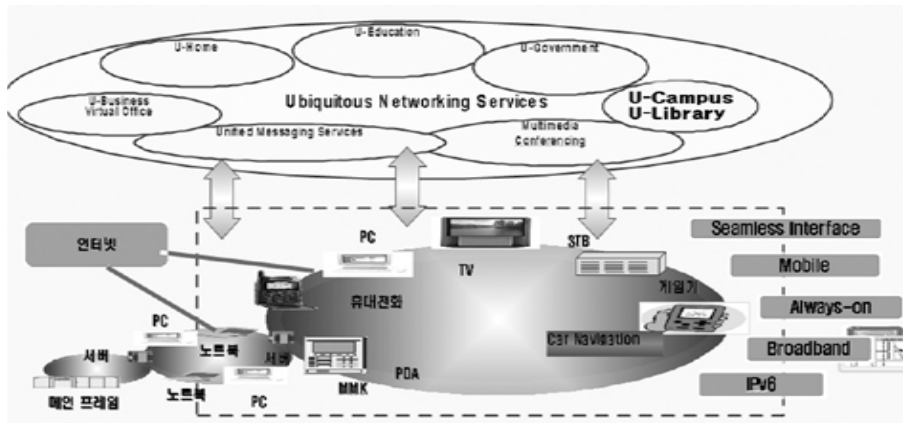 U-Education
U-Home
U-Government
Ubiquitous Networking Services
U-Campus
U-Library
U-Business
Virtual Office
Unified Messaging Services
Multimedia
Conferencing
인터넷
PC
TV
STB
Seamless Interface
Mobile
게임기
휴대전화
Always-on
PC
노트북
서버
서버
Car Navigation
Broadband
메인 프레임
노트북
PC
MMK
PDA
IPv6